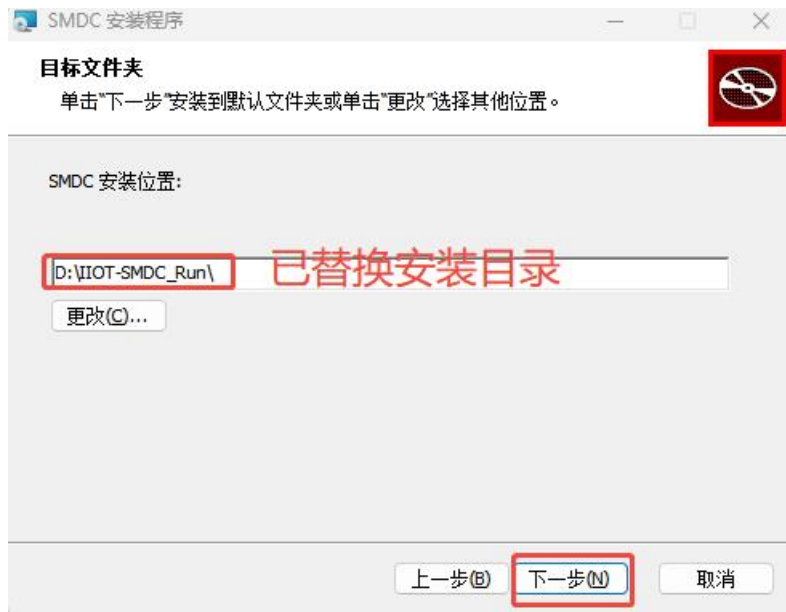 SMDC 安装程序
目标文件夹
单击"下一步"安装到默认文件夹或单击"更改"选择其他位置。
SMDC 安装位置:
D:\IIOT-SMDC_Run\ 已替换安装目录
更改(C)...
上一步(B) 下一步(N) 取消